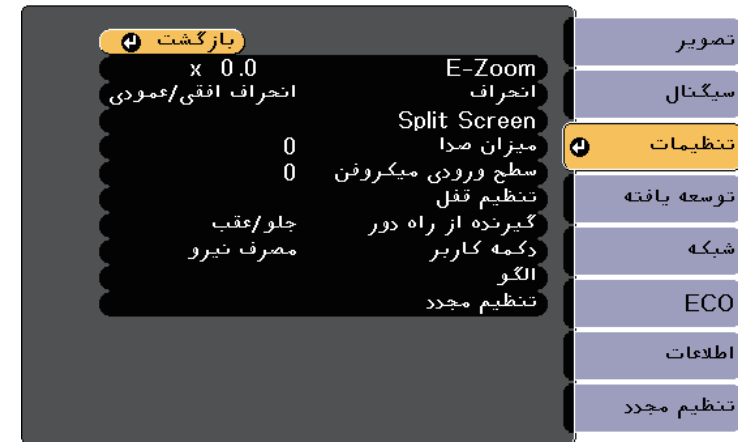 تصویر
سیگنال
تنظیمات
توسعه یافته
شبکه
ECO
اطلاعات
تنظیم مجدد
بازگشت
E-Zoom x 0.0
انحراف انحراف افقی/عمودی
Split Screen
میزان صدا 0
سطح ورودی میکروفن 0
تنظیم قفل
گیرنده از راه دور جلو/عقب
دکمه کاربر مصرف نیرو
الگو
تنظیم مجدد